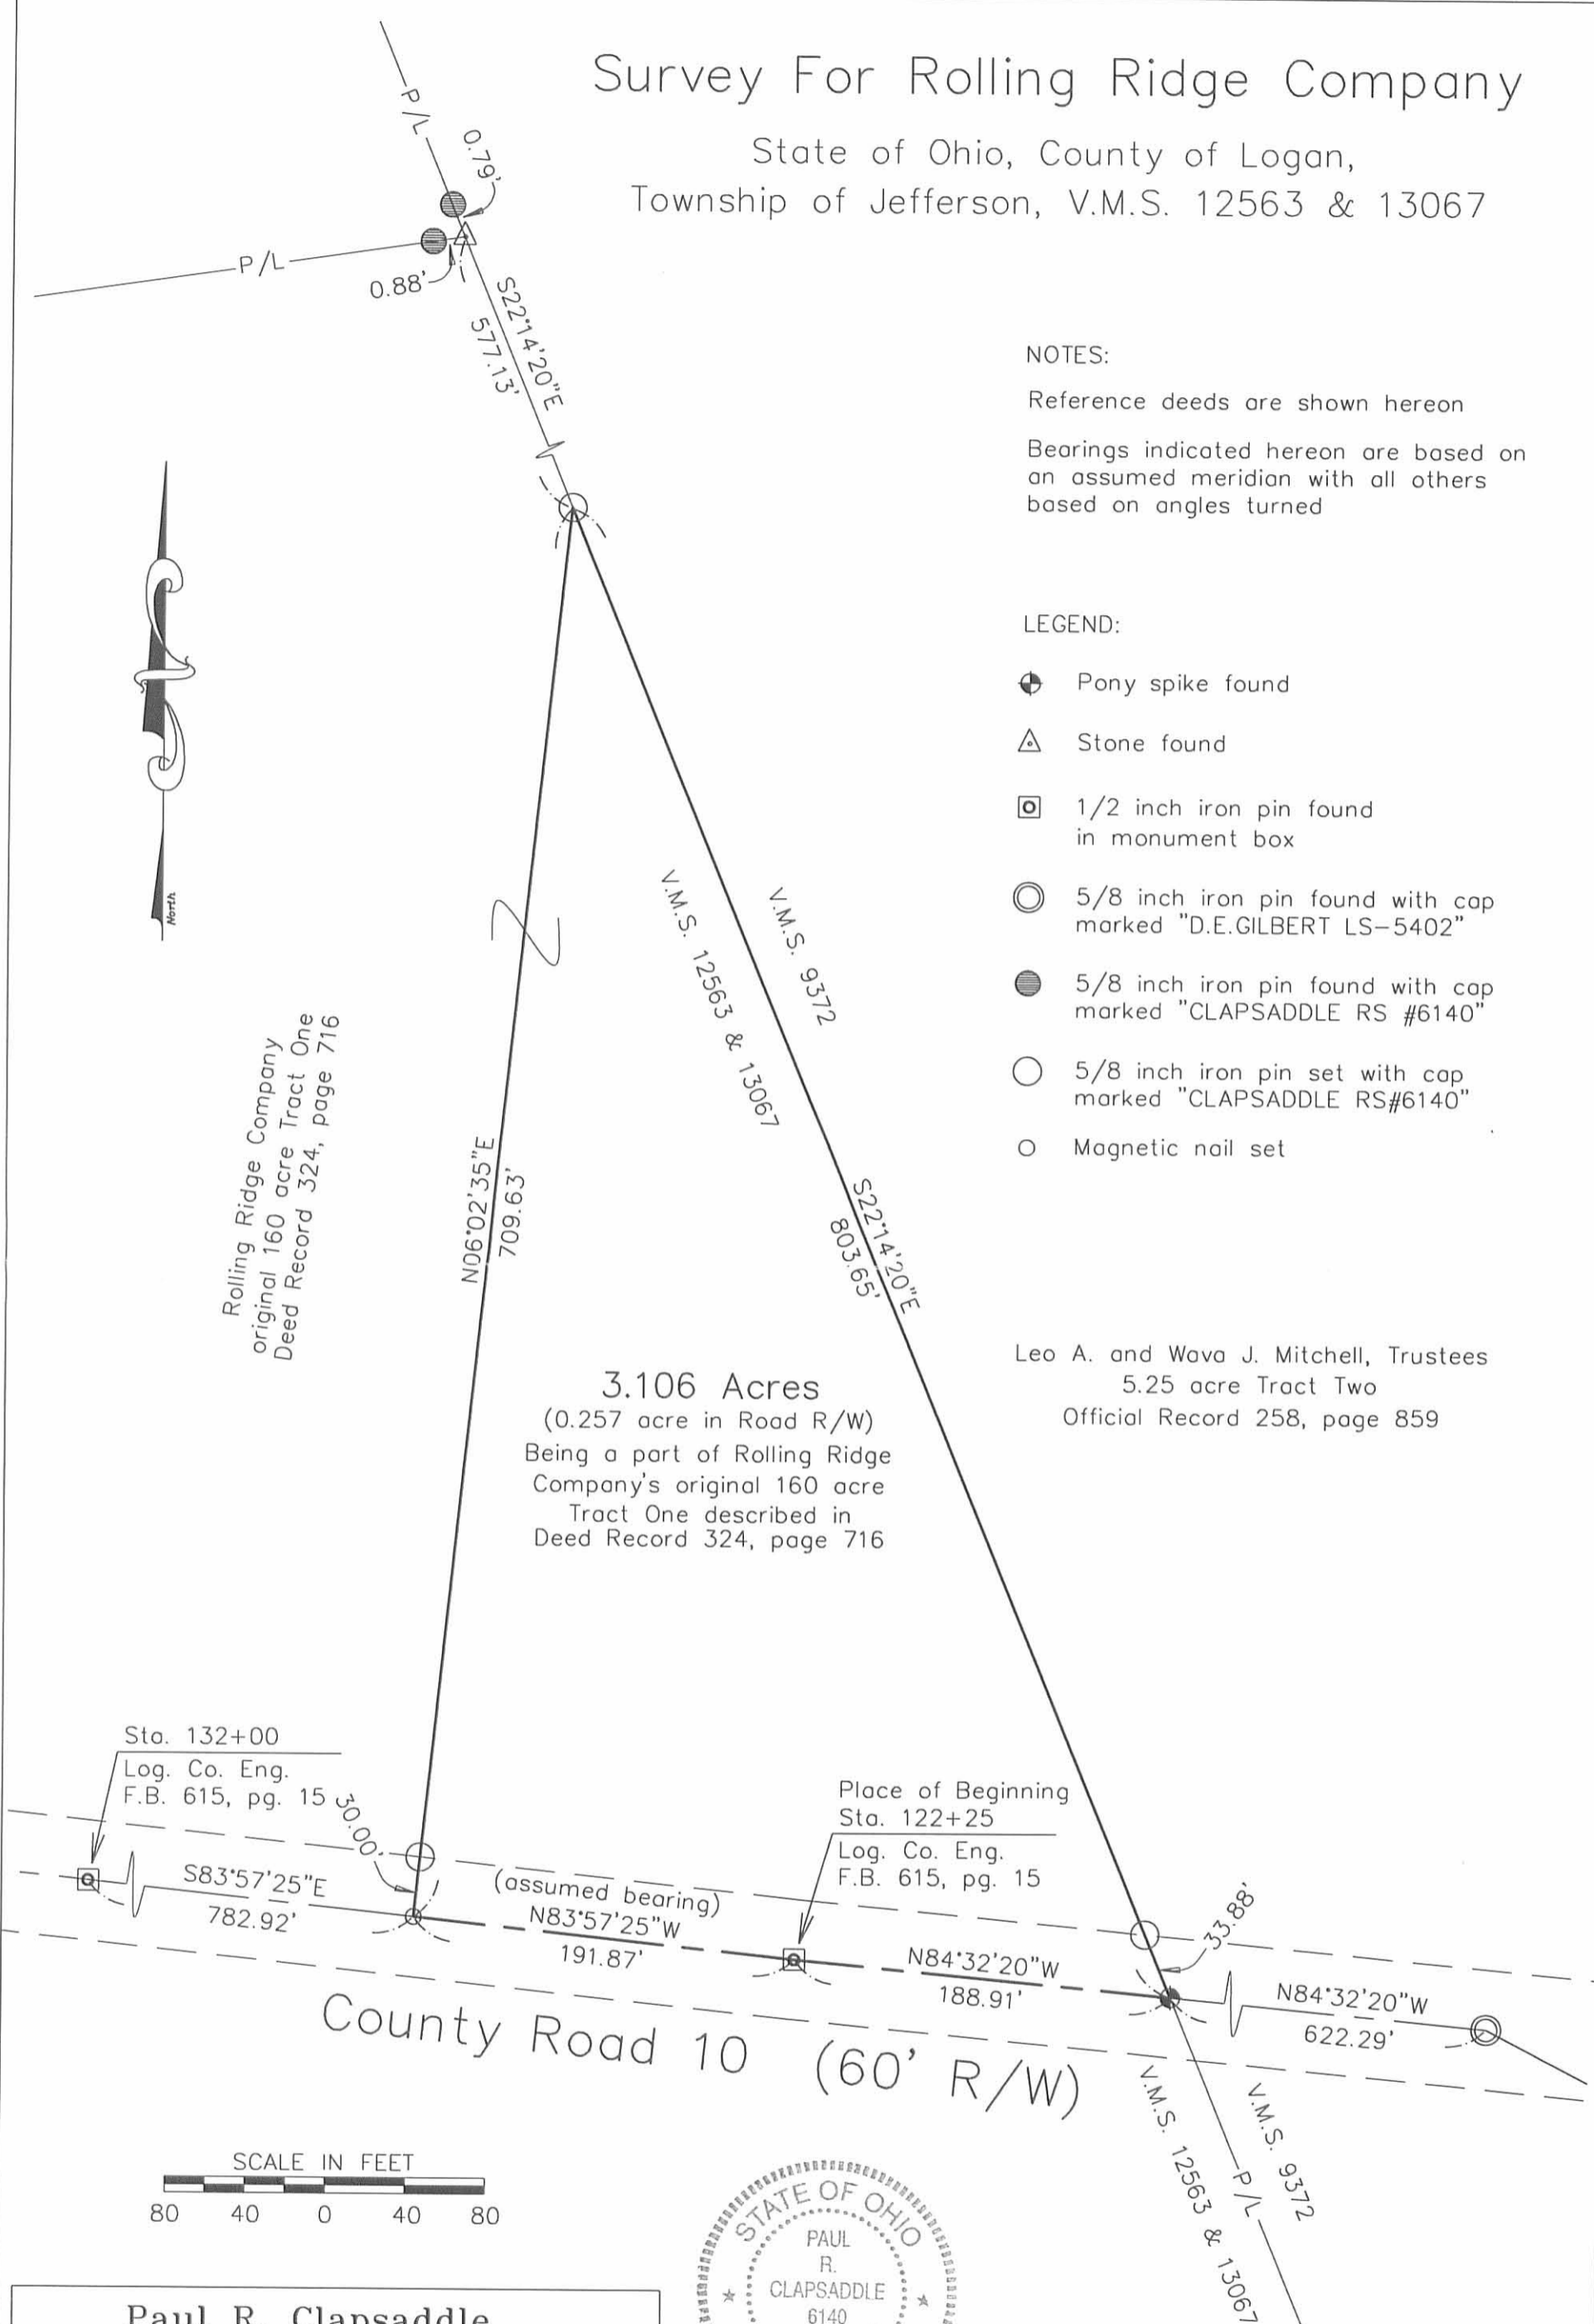 Survey For Rolling Ridge Company
State of Ohio, County of Logan,
Township of Jefferson, V.M.S. 12563 & 13067
P/L
0.79'
P/L
0.88'
S22°14'20"E
577.13'
NOTES:
Reference deeds are shown hereon
Bearings indicated hereon are based on
an assumed meridian with all others
based on angles turned
North
LEGEND:
Pony spike found
Stone found
1/2 inch iron pin found
in monument box
5/8 inch iron pin found with cap
marked "D.E.GILBERT LS-5402"
5/8 inch iron pin found with cap
marked "CLAPSADDLE RS #6140"
5/8 inch iron pin set with cap
marked "CLAPSADDLE RS#6140"
Magnetic nail set
V.M.S. 9372
V.M.S. 12563 & 13067
Rolling Ridge Company
original 160 acre Tract One
Deed Record 324, page 716
N06°02'35"E
709.63'
S22°14'20"E
803.65'
Leo A. and Wava J. Mitchell, Trustees
5.25 acre Tract Two
Official Record 258, page 859
3.106 Acres
(0.257 acre in Road R/W)
Being a part of Rolling Ridge
Company's original 160 acre
Tract One described in
Deed Record 324, page 716
Sta. 132+00
Log. Co. Eng.
F.B. 615, pg. 15
30.00'
Place of Beginning
Sta. 122+25
Log. Co. Eng.
F.B. 615, pg. 15
S83°57'25"E
782.92'
(assumed bearing)
N83°57'25"W
191.87'
N84°32'20"W
188.91'
33.88'
N84°32'20"W
622.29'
County Road 10 (60' R/W)
V.M.S. 9372
P/L
V.M.S. 12563 & 13067
SCALE IN FEET
80 40 0 40 80
STATE OF OHIO
PAUL
R.
CLAPSADDLE
6140
Paul R. Clapsaddle